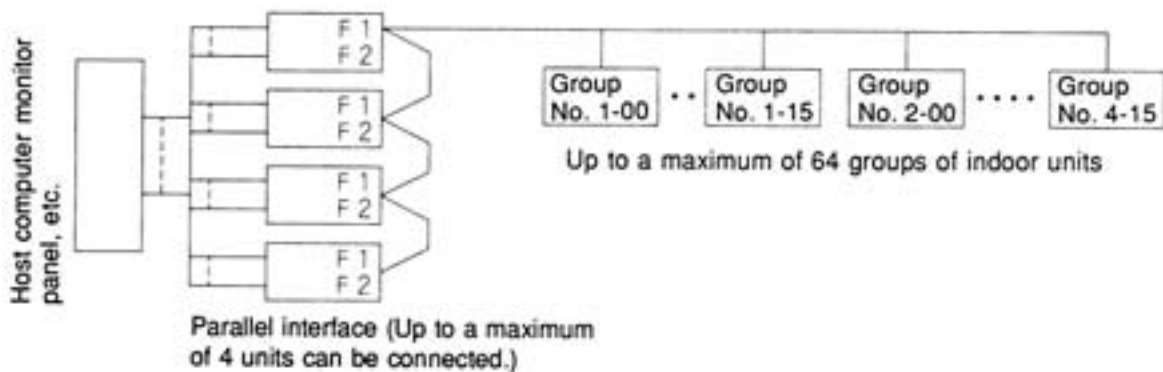 Host computer monitor
panel, etc.
F 1
F 2
F 1
F 2
F 1
F 2
F 1
F 2
Parallel interface (Up to a maximum
of 4 units can be connected.)
Group
No. 1-00
Group
No. 1-15
Group
No. 2-00
Group
No. 4-15
Up to a maximum of 64 groups of indoor units